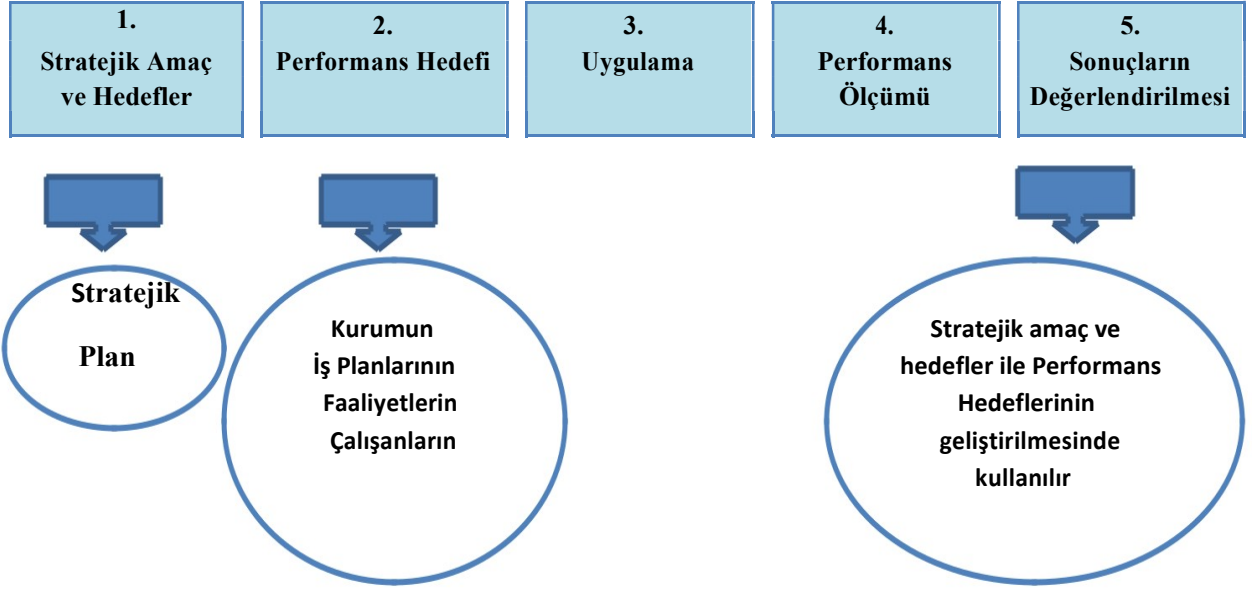 1.
Stratejik Amaç
ve Hedefler
2.
Performans Hedefi
3.
Uygulama
4.
Performans
Ölçümü
5.
Sonuçların
Değerlendirilmesi
Stratejik
Plan
Kurumun
İş Planlarının
Faaliyetlerin
Çalışanların
Stratejik amaç ve
hedefler ile Performans
Hedeflerinin
geliştirilmesinde
kullanılır